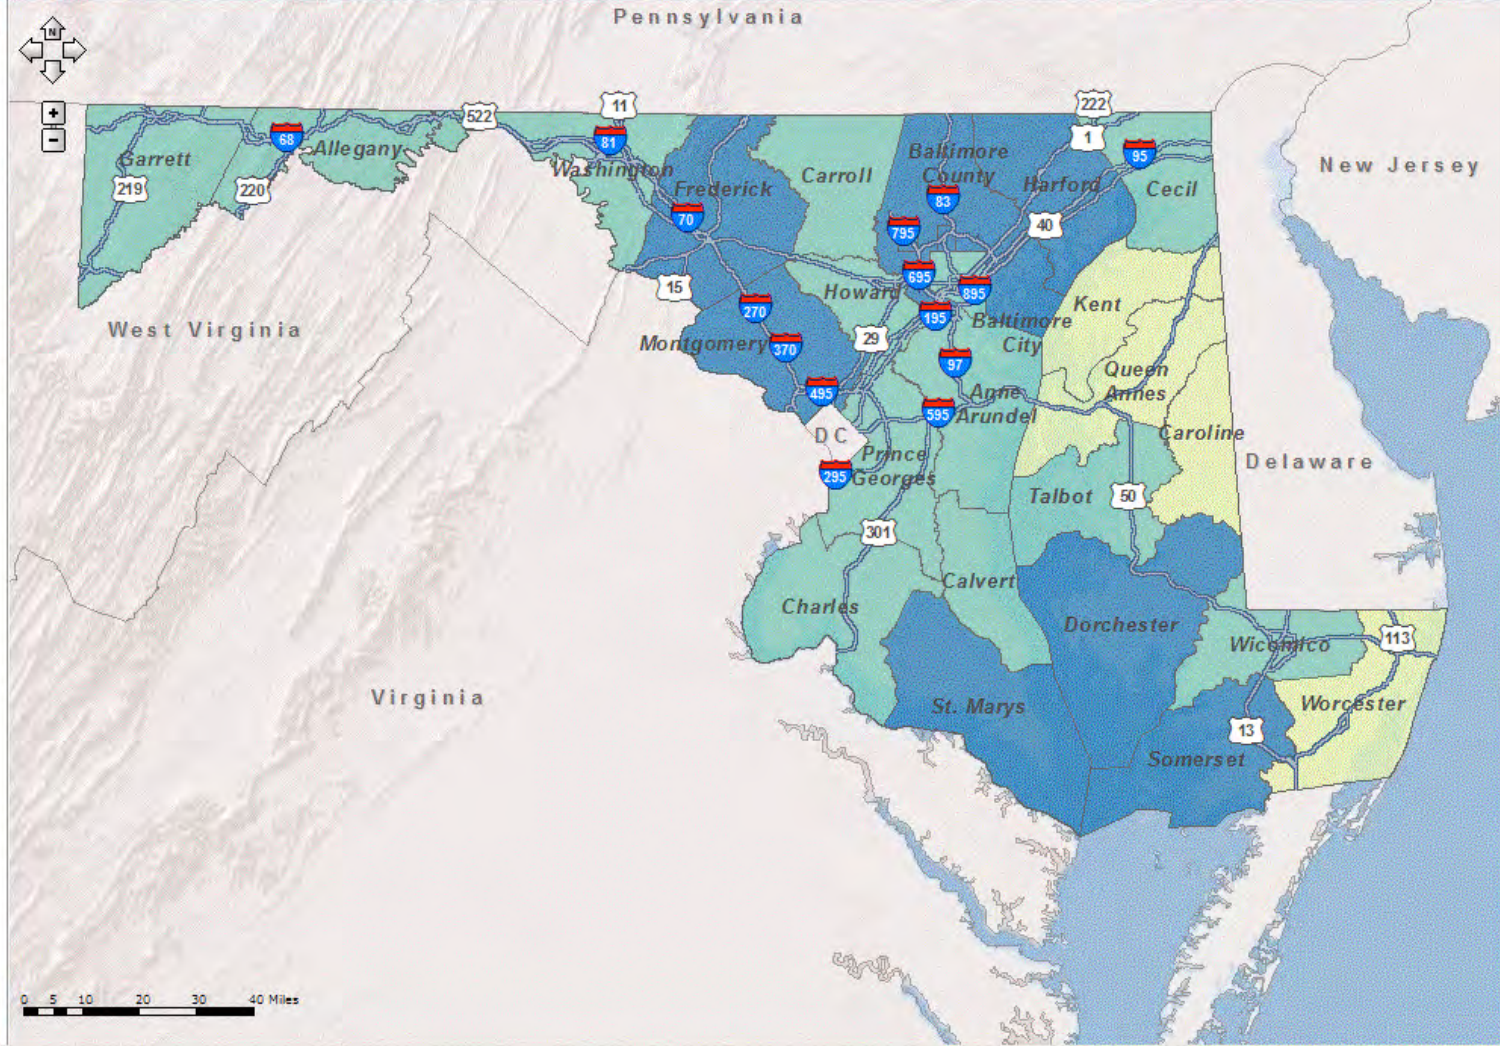 Pennsylvania
N
+
-
522
11
222
1
68
81
95
Garrett
Allegany
Washington
Frederick
Carroll
Baltimore
County
Harford
Cecil
New Jersey
219
220
70
83
795
40
15
695
895
Howard
Kent
270
195
Baltimore
City
West Virginia
Montgomery
370
29
97
Queen
Annes
495
595
Anne
Arundel
DC
Caroline
Delaware
Prince
Georges
295
Talbot
50
301
Calvert
Charles
Dorchester
Wicomico
113
Virginia
St. Marys
Worcester
13
Somerset
0 5 10 20 30 40 Miles